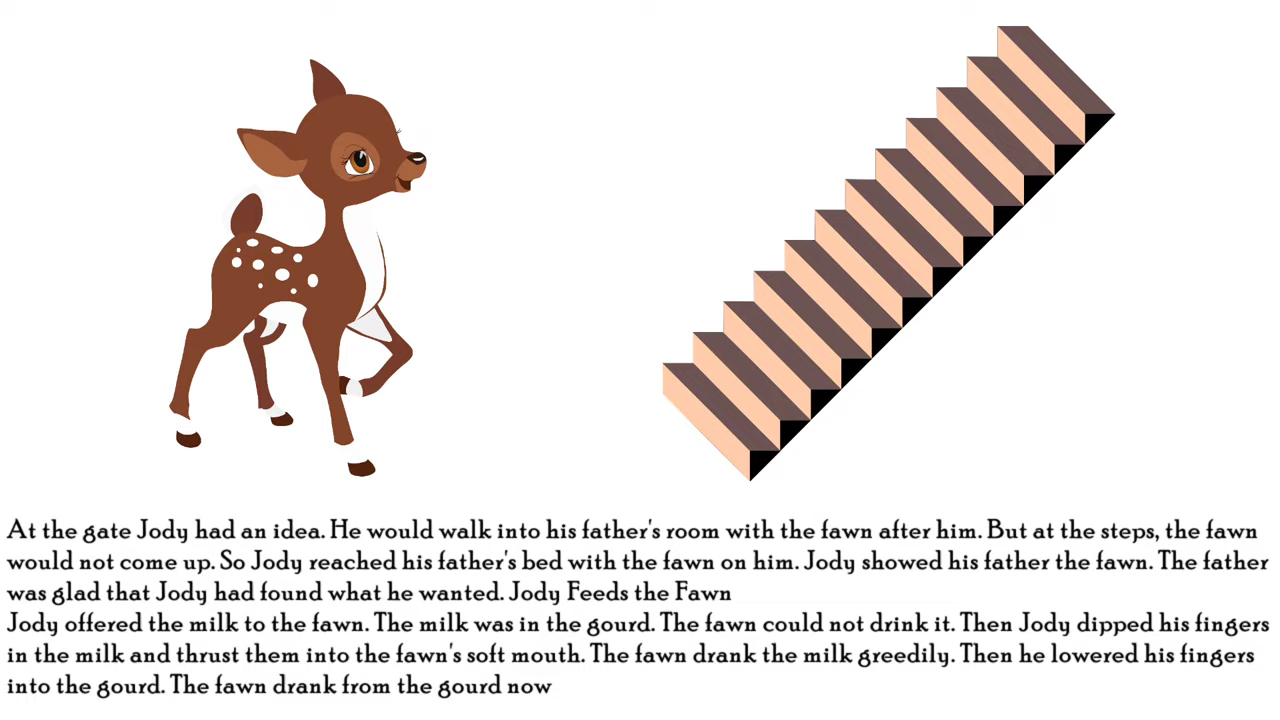 At the gate Jody had an idea. He would walk into his father's room with the fawn after him. But at the steps, the fawn
would not come up. So Jody reached his father's bed with the fawn on him. Jody showed his father the fawn. The father
was glad that Jody had found what he wanted. Jody Feeds the Fawn
Jody offered the milk to the fawn. The milk was in the gourd. The fawn could not drink it. Then Jody dipped his fingers
in the milk and thrust them into the fawn's soft mouth. The fawn drank the milk greedily. Then he lowered his fingers
into the gourd. The fawn drank from the gourd now